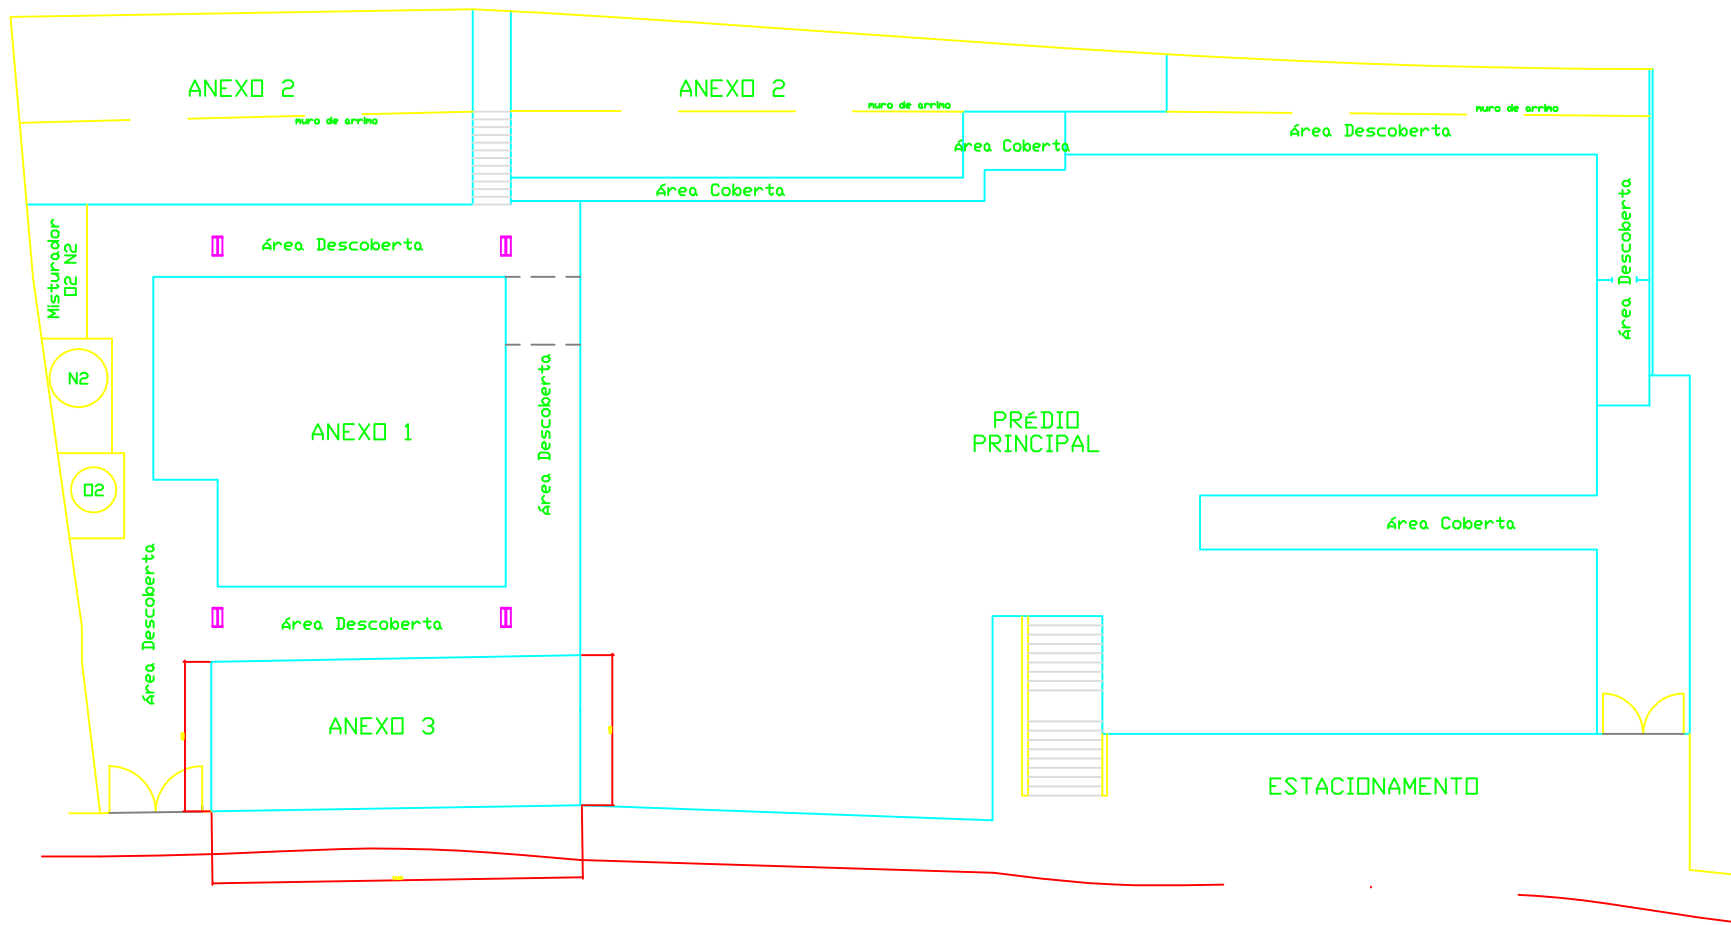 ANEXO 2
ANEXO 2
muro de arrimo
muro de arrimo
muro de arrimo
Área Descoberta
Área Coberta
Área Coberta
Área Descoberta
Misturador
O2 N2
Área Descoberta
N2
Área Descoberta
ANEXO 1
PRÉDIO
PRINCIPAL
O2
Área Coberta
Área Descoberta
Área Descoberta
ANEXO 3
ESTACIONAMENTO